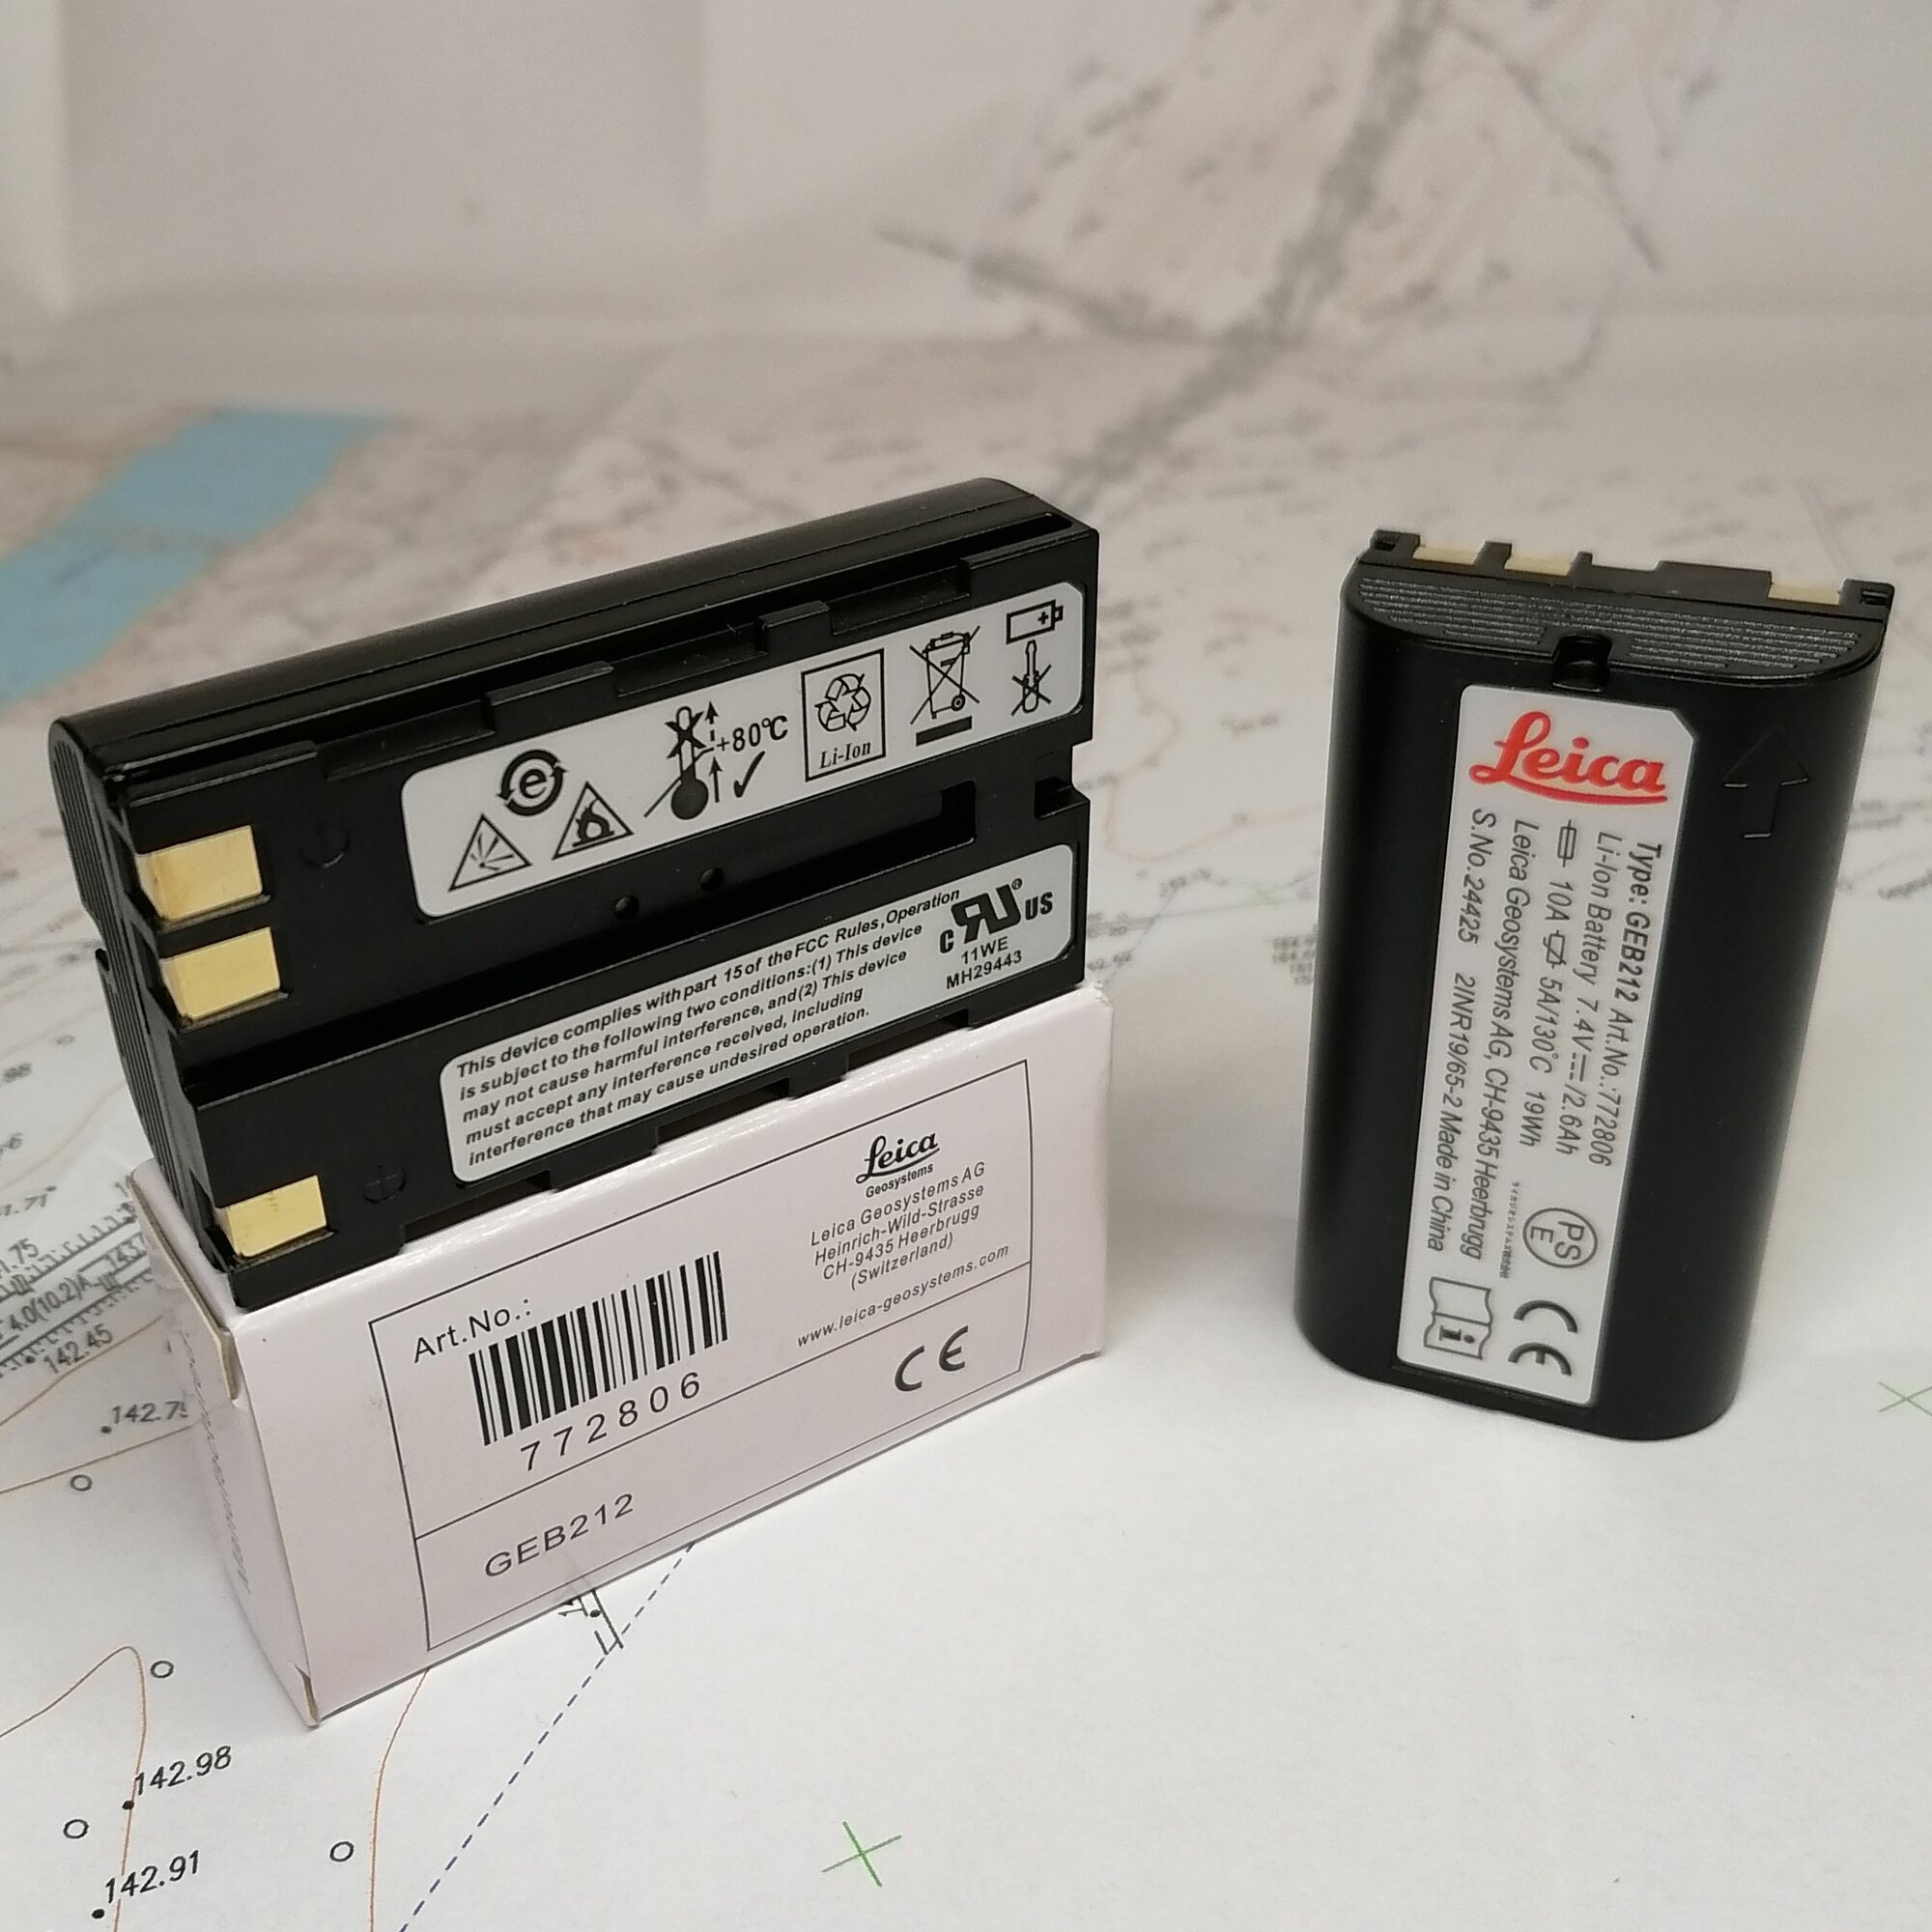 +80℃
Li-Ion
This device complies with part 15 of the FCC Rules,Operation
is subject to the following two conditions:(1) This device
may not cause harmful interference, and(2) This device
must accept any interference received, including
interference that may cause undesired operation.
c RU® US
11WE
MH29443
Leica
Geosystems
Leica Geosystems AG
Heinrich-Wild-Strasse
CH-9435 Heerbrugg
(Switzerland)
www.leica-geosystems.com
Art.No.:
772806
CE
GEB212
Leica
Type: GEB212 Art.No.:772806
Li-Ion Battery 7.4V /2.6Ah
10A 5A/130°C 19Wh
Leica Geosystems AG, CH-9435 Heerbrugg
S.No.24425 2INR19/65-2 Made in China
PS
E
CE
i
4.0(10.2)A
142.45
142.98
142.91